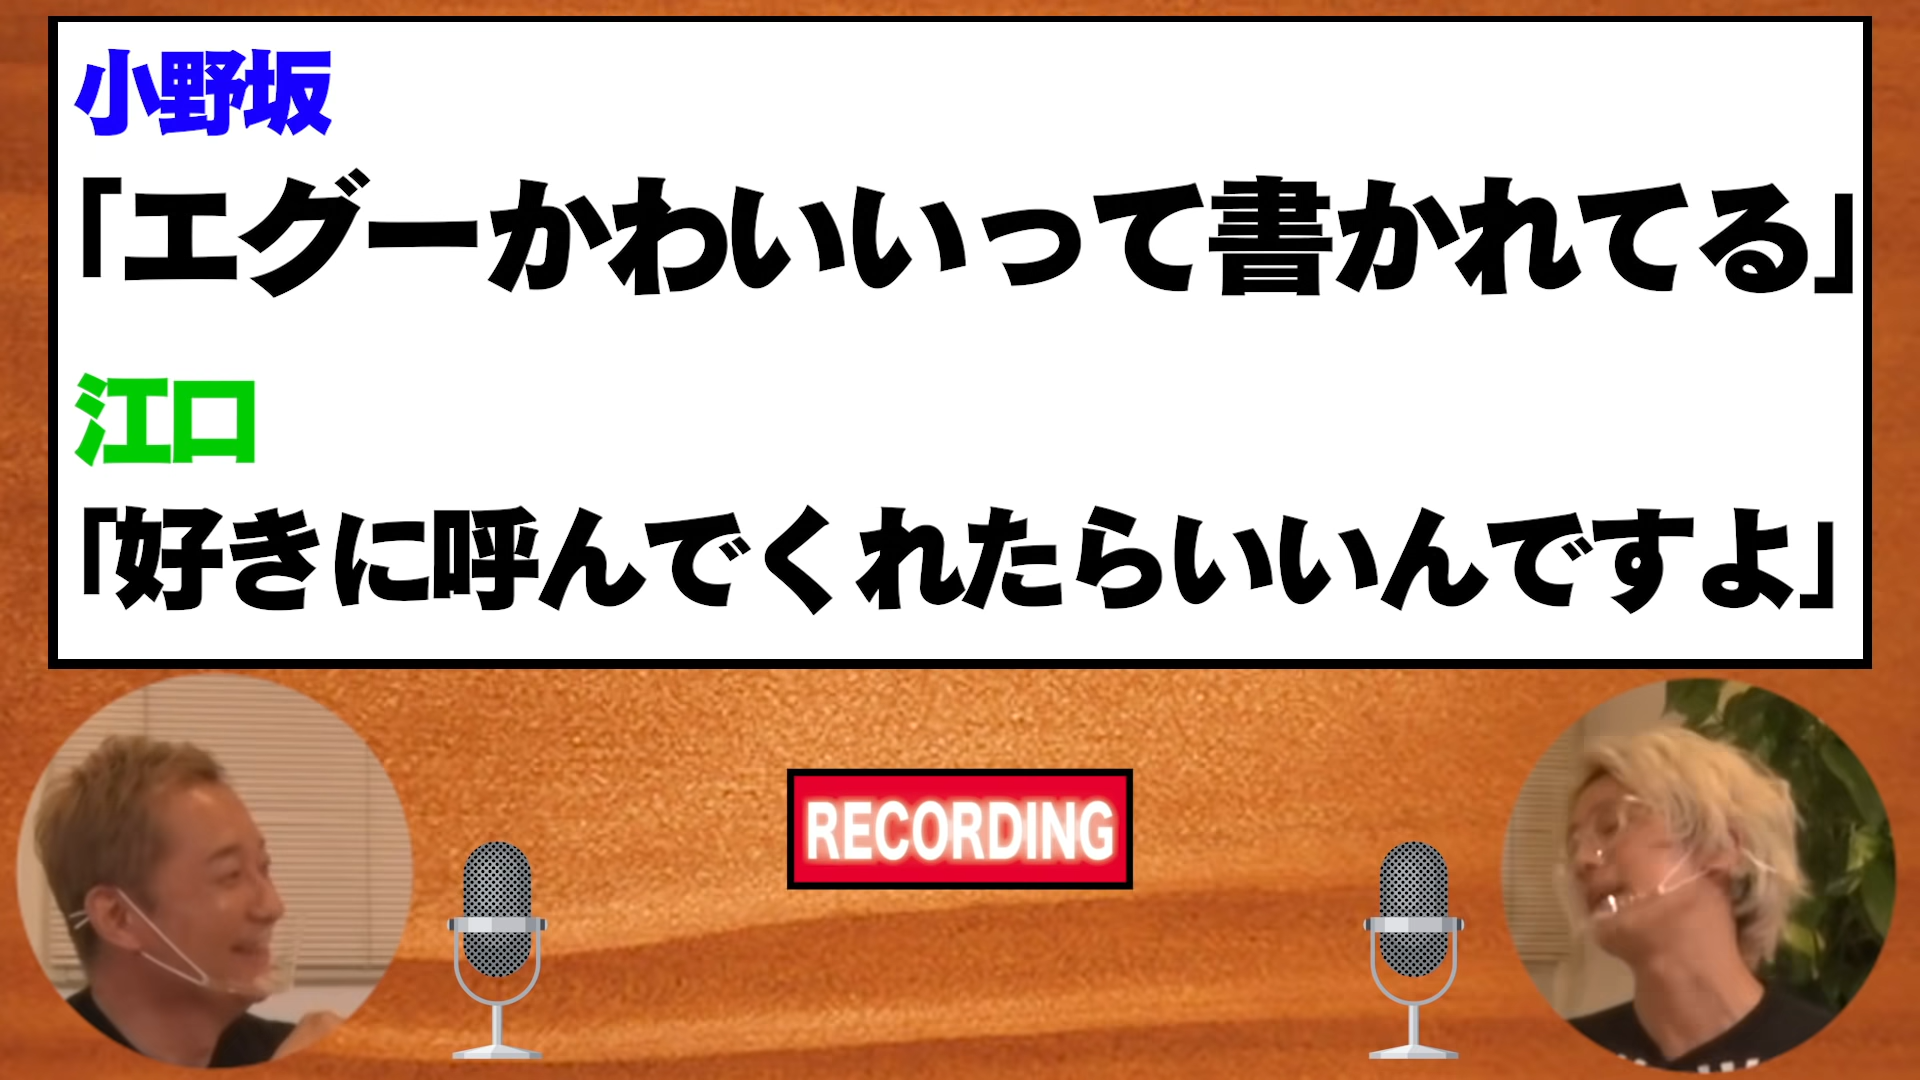 小野坂
「エグーかわいいって書かれてる」
江口
「好きに呼んでくれたらいいんですよ」
RECORDING